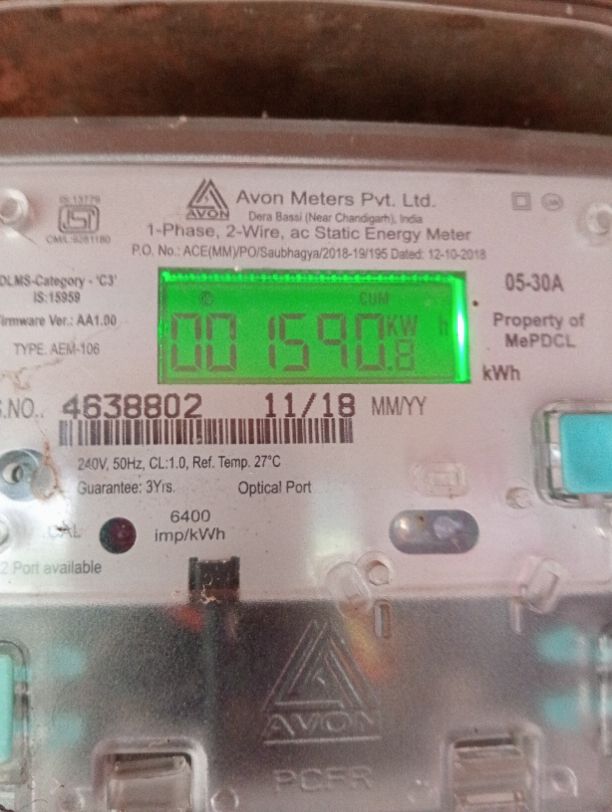 IS:13779
ISI
CM/L:9281180
AVON
Avon Meters Pvt. Ltd.
Dera Bassi (Near Chandigarh), India
1-Phase, 2-Wire, ac Static Energy Meter
P.O. No.: ACE(MM)/PO/Saubhagya/2018-19/195 Dated: 12-10-2018
DLMS-Category - 'C3'
IS:15959
Firmware Ver.: AA1.00
TYPE: AEM-106
CUM
001590.8 KW h
kWh
05-30A
Property of
MePDCL
S.NO.. 4638802 11/18 MM/YY
240V, 50Hz, CL:1.0, Ref. Temp. 27°C
Guarantee: 3Yrs. Optical Port
CAL
6400
imp/kWh
2 Port available
AVON